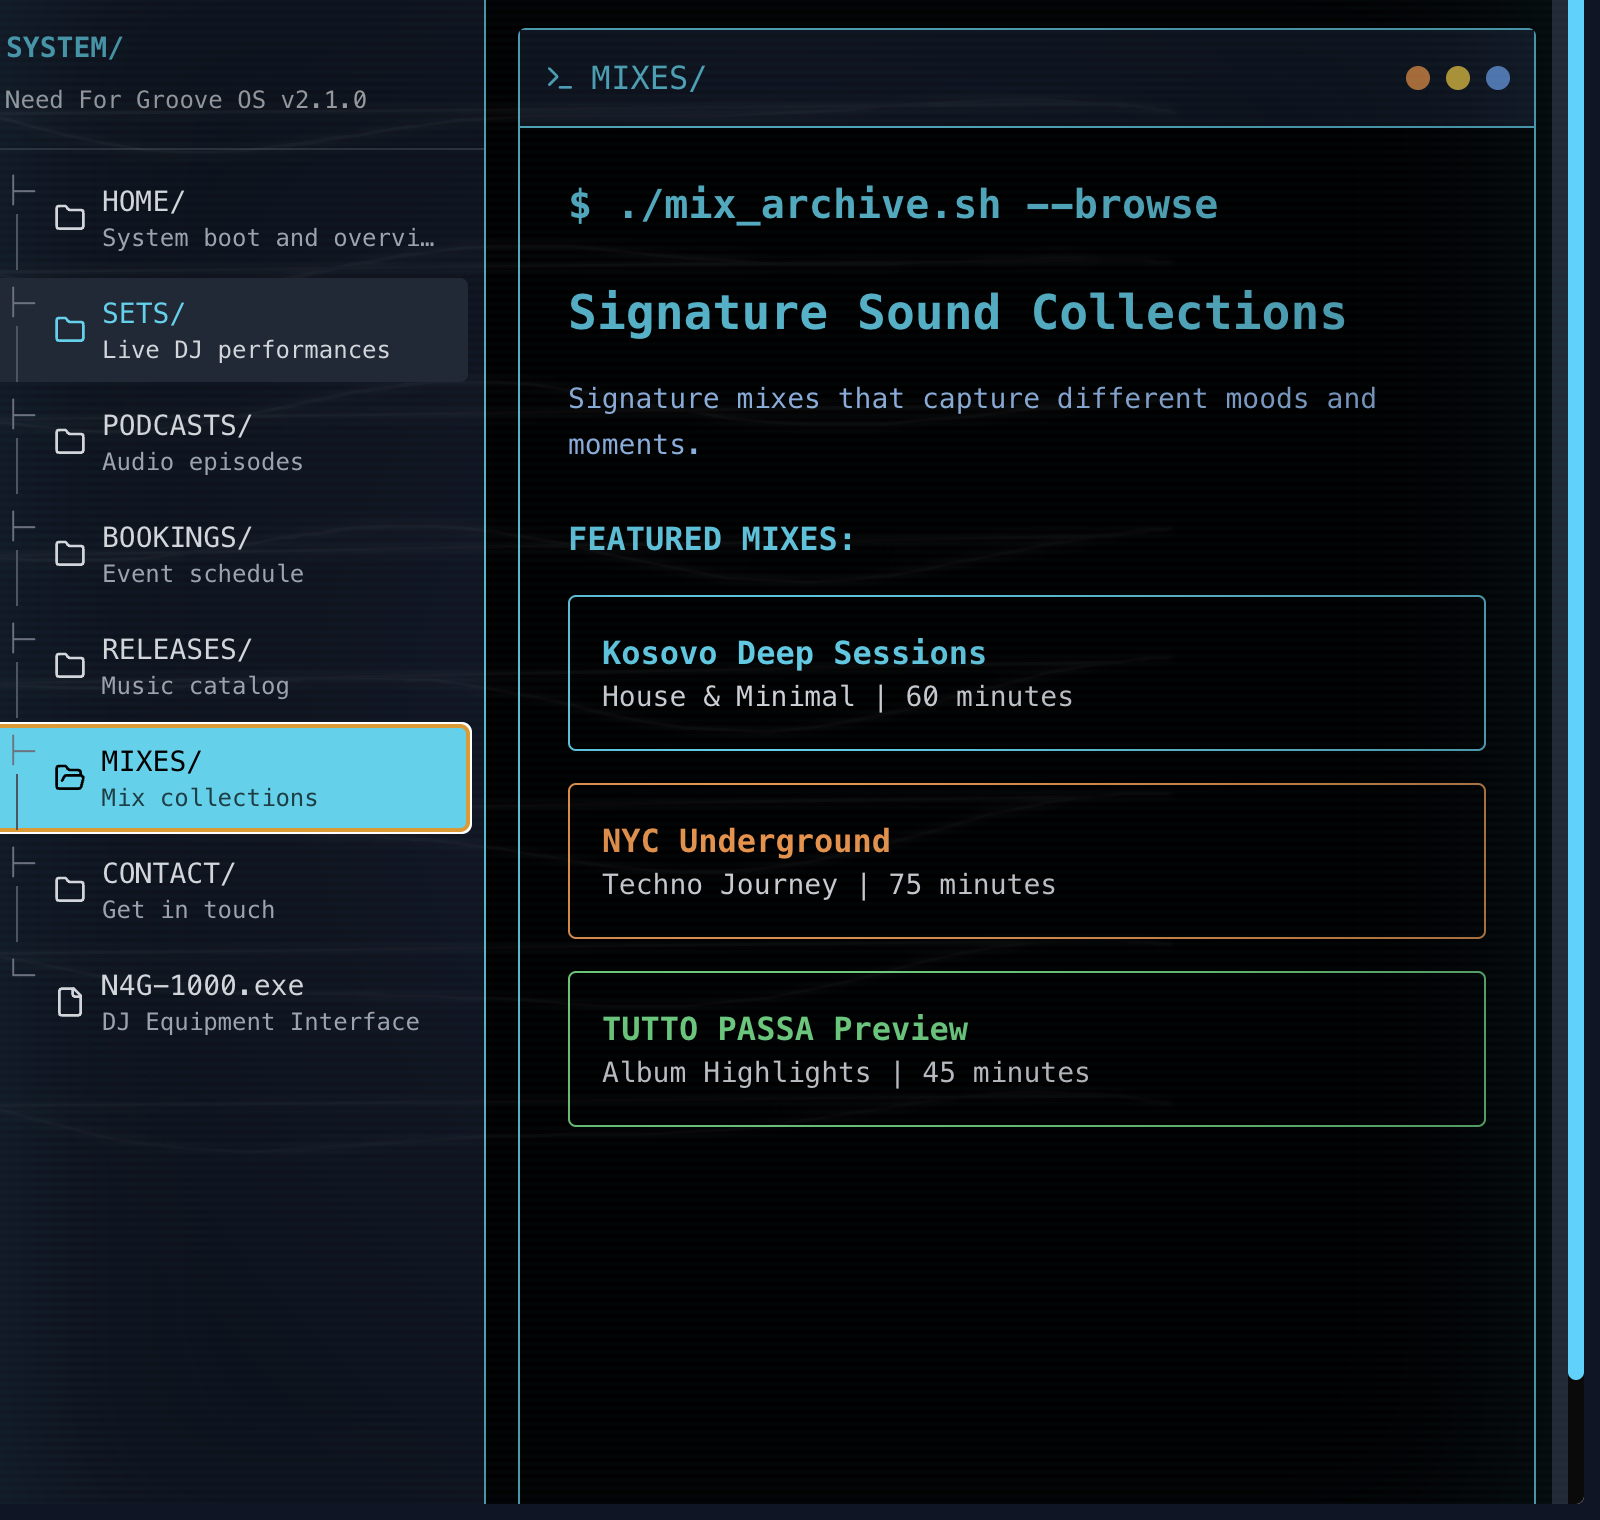 SYSTEM/
Need For Groove OS v2.1.0
HOME/
System boot and overvi…
SETS/
Live DJ performances
PODCASTS/
Audio episodes
BOOKINGS/
Event schedule
RELEASES/
Music catalog
MIXES/
Mix collections
CONTACT/
Get in touch
N4G-1000.exe
DJ Equipment Interface
>_ MIXES/
$ ./mix_archive.sh --browse
Signature Sound Collections
Signature mixes that capture different moods and
moments.
FEATURED MIXES:
Kosovo Deep Sessions
House & Minimal | 60 minutes
NYC Underground
Techno Journey | 75 minutes
TUTTO PASSA Preview
Album Highlights | 45 minutes